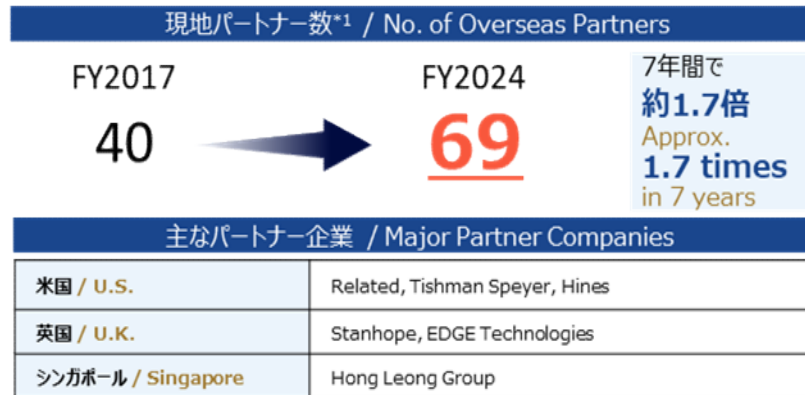 現地パートナー数*1 / No. of Overseas Partners
FY2017
40
FY2024
69
7年間で
約1.7倍
Approx.
1.7 times
in 7 years
主なパートナー企業 / Major Partner Companies
米国 / U.S.
Related, Tishman Speyer, Hines
英国 / U.K.
Stanhope, EDGE Technologies
シンガポール / Singapore
Hong Leong Group